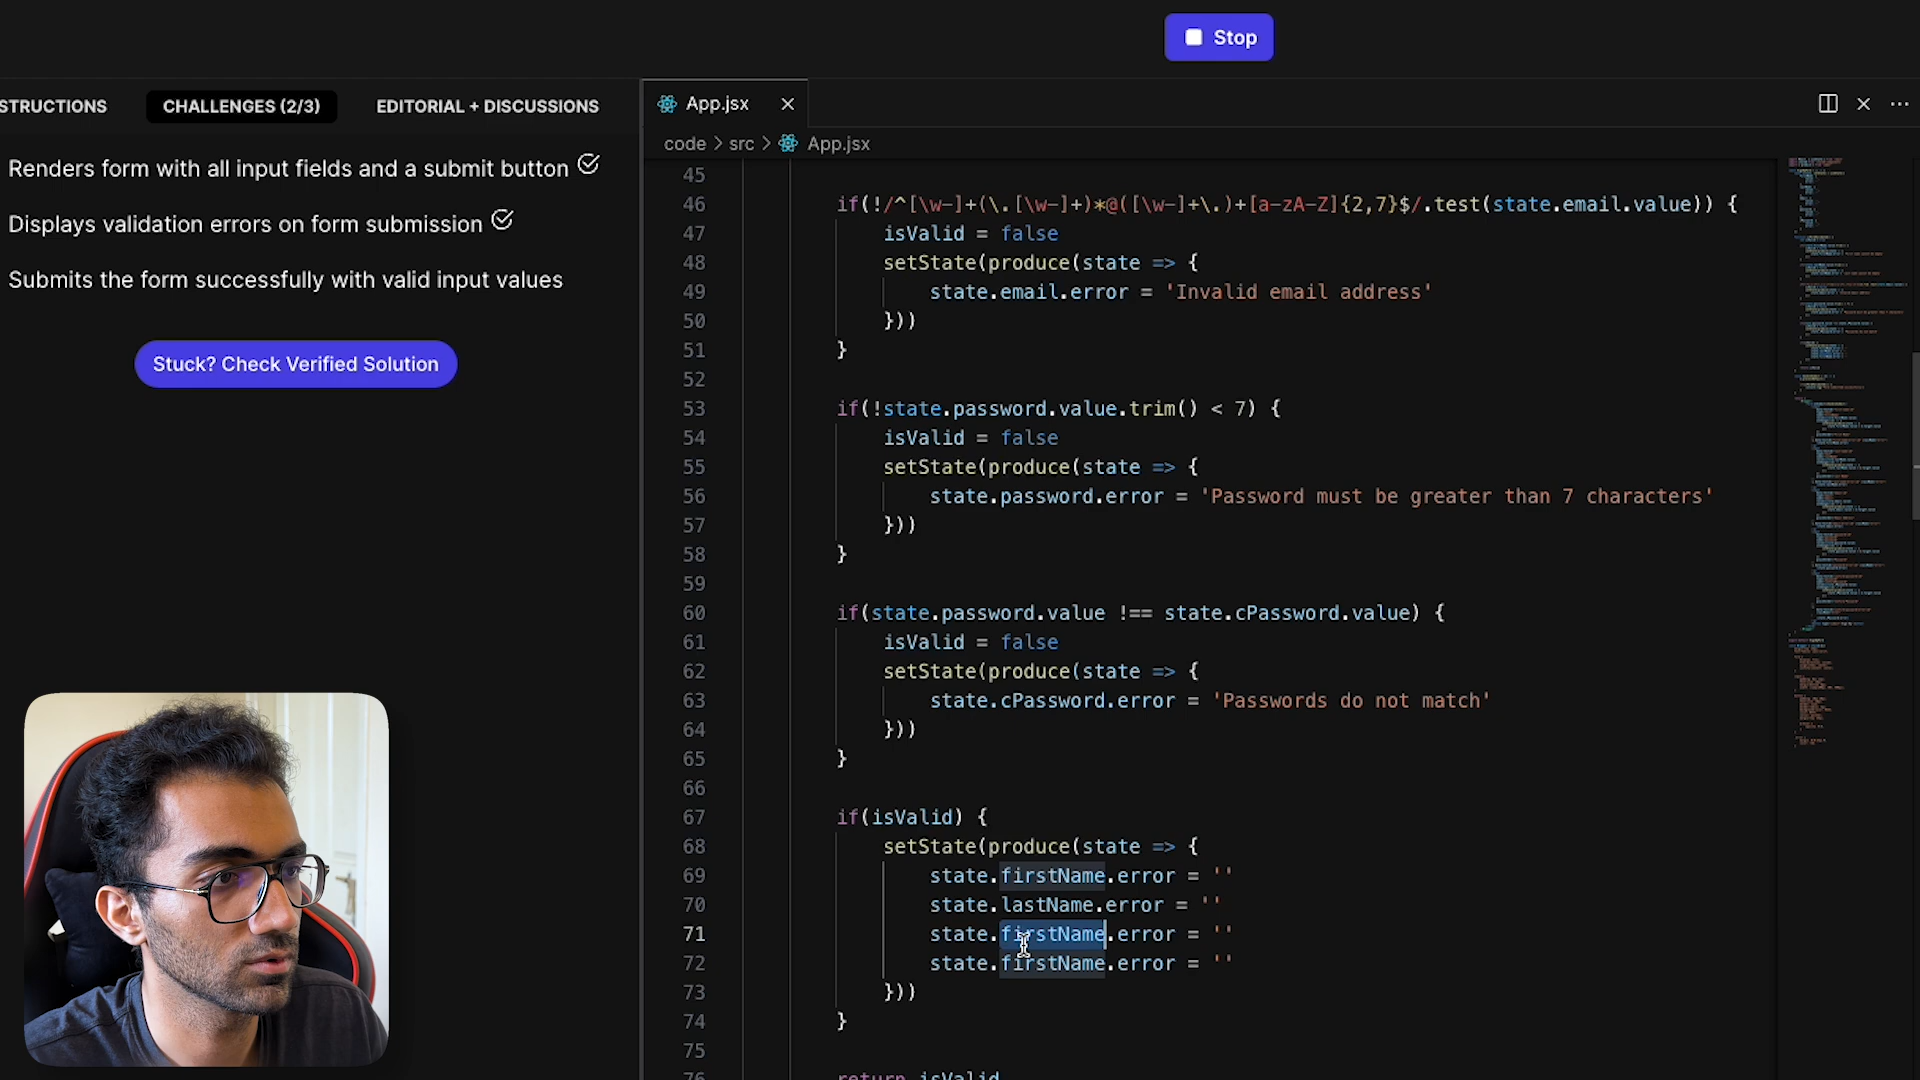 Stop
STRUCTIONS
CHALLENGES (2/3)
EDITORIAL + DISCUSSIONS
Renders form with all input fields and a submit button
Displays validation errors on form submission
Submits the form successfully with valid input values
Stuck? Check Verified Solution
App.jsx
code > src > App.jsx
45
46 if(!/^[\w-]+(\.[\w-]+)*@([\w-]+\.)+[a-zA-Z]{2,7}$/.test(state.email.value)) {
47 isValid = false
48 setState(produce(state => {
49 state.email.error = 'Invalid email address'
50 }))
51 }
52
53 if(!state.password.value.trim() < 7) {
54 isValid = false
55 setState(produce(state => {
56 state.password.error = 'Password must be greater than 7 characters'
57 }))
58 }
59
60 if(state.password.value !== state.cPassword.value) {
61 isValid = false
62 setState(produce(state => {
63 state.cPassword.error = 'Passwords do not match'
64 }))
65 }
66
67 if(isValid) {
68 setState(produce(state => {
69 state.firstName.error = ''
70 state.lastName.error = ''
71 state.firstName.error = ''
72 state.firstName.error = ''
73 }))
74 }
75
76 return isValid